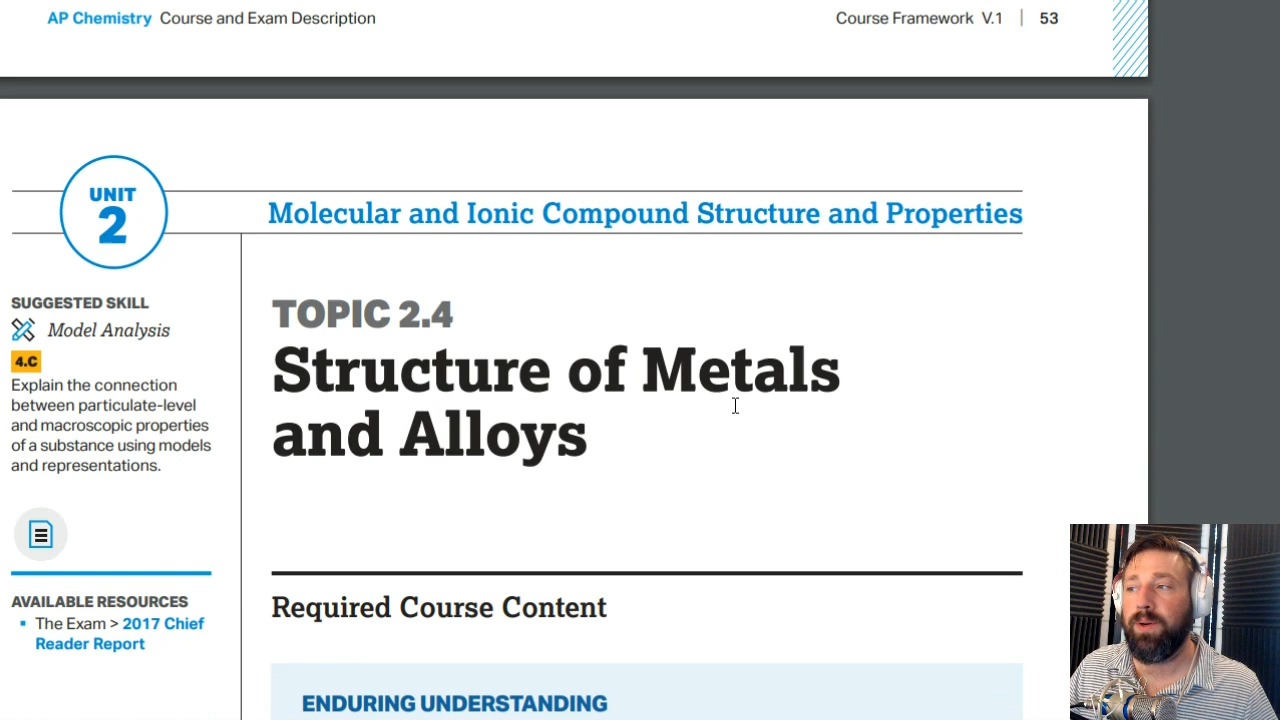 AP Chemistry Course and Exam Description
Course Framework V.1 | 53
UNIT
2
Molecular and Ionic Compound Structure and Properties
SUGGESTED SKILL
Model Analysis
4.C
Explain the connection
between particulate-level
and macroscopic properties
of a substance using models
and representations.
AVAILABLE RESOURCES
▪ The Exam > 2017 Chief
Reader Report
TOPIC 2.4
Structure of Metals
and Alloys
Required Course Content
ENDURING UNDERSTANDING